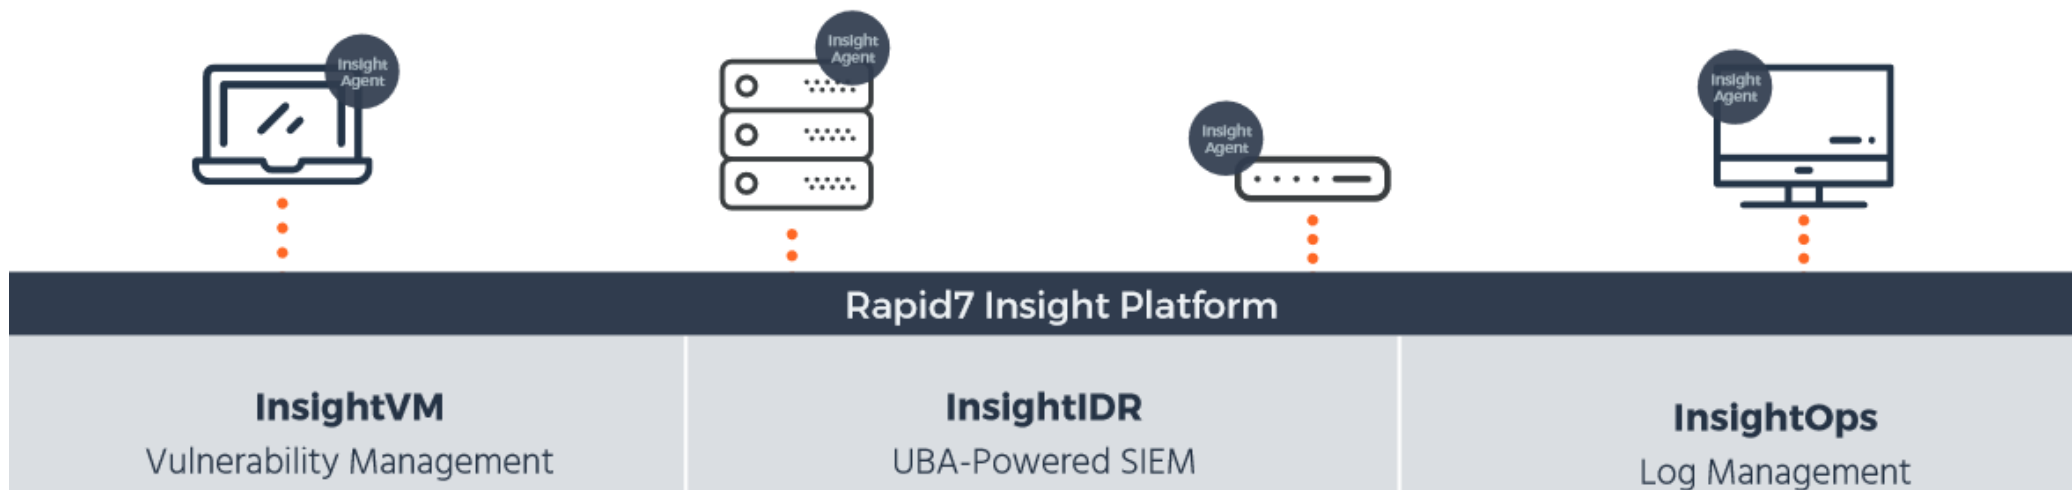 Insight
Agent
Insight
Agent
Insight
Agent
Insight
Agent
Rapid7 Insight Platform
InsightVM
Vulnerability Management
InsightIDR
UBA-Powered SIEM
InsightOps
Log Management